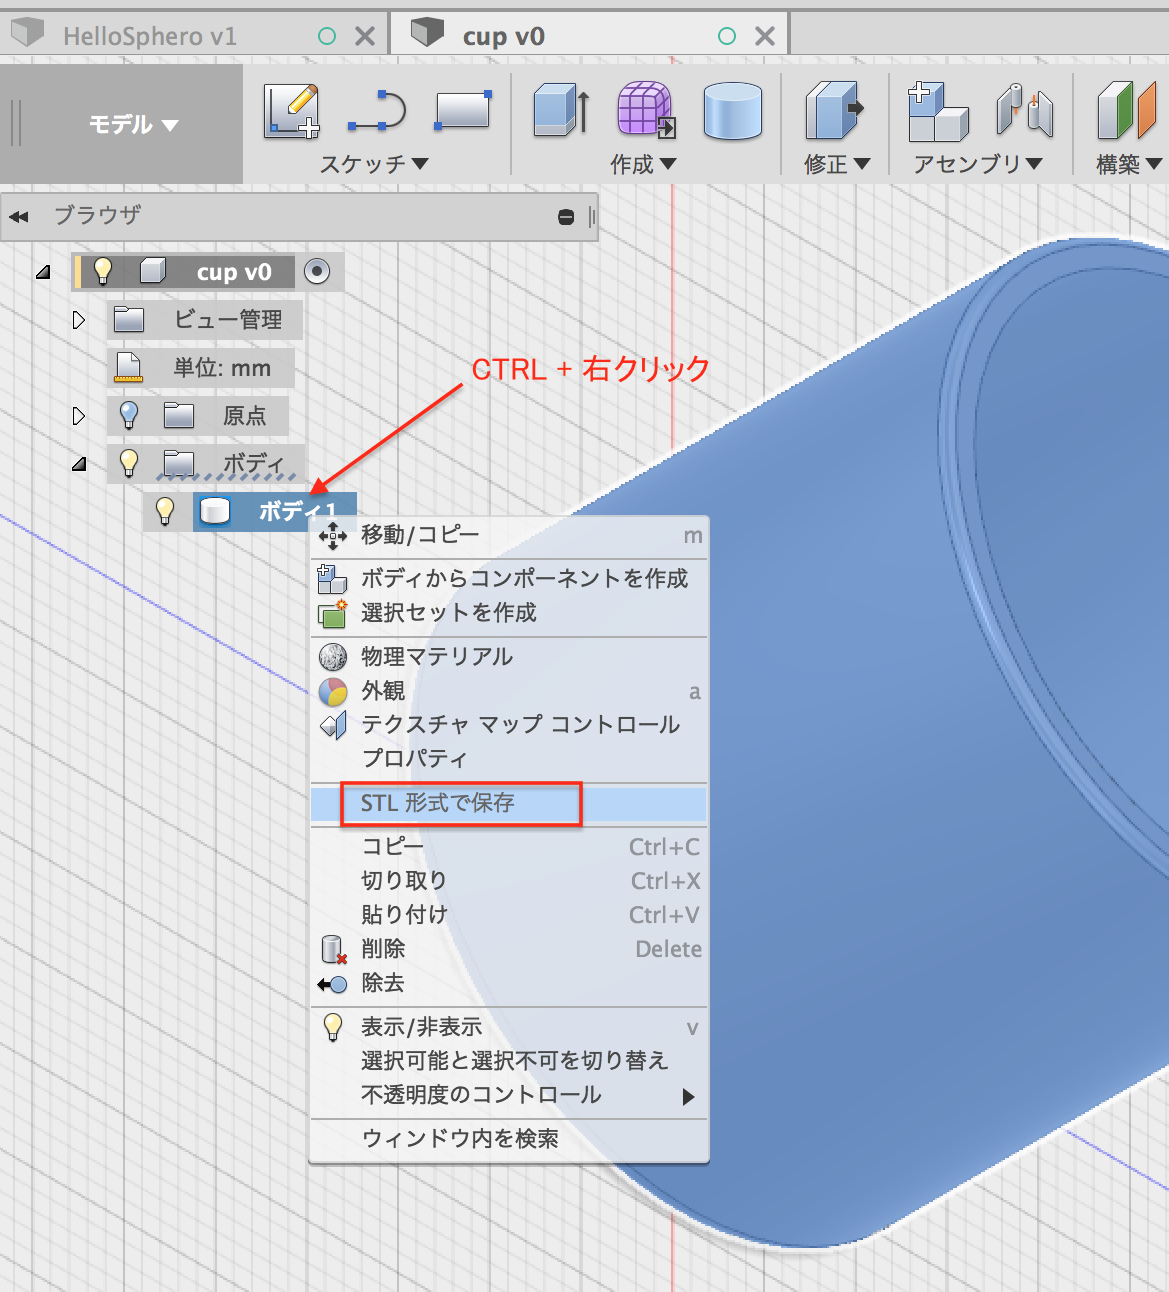 HelloSphero v1
cup v0
モデル
スケッチ
作成
修正
アセンブリ
構築
ブラウザ
cup v0
ビュー管理
単位: mm
原点
ボディ
ボディ1
CTRL + 右クリック
移動/コピー m
ボディからコンポーネントを作成
選択セットを作成
物理マテリアル
外観 a
テクスチャ マップ コントロール
プロパティ
STL 形式で保存
コピー Ctrl+C
切り取り Ctrl+X
貼り付け Ctrl+V
削除 Delete
除去
表示/非表示 v
選択可能と選択不可を切り替え
不透明度のコントロール
ウィンドウ内を検索